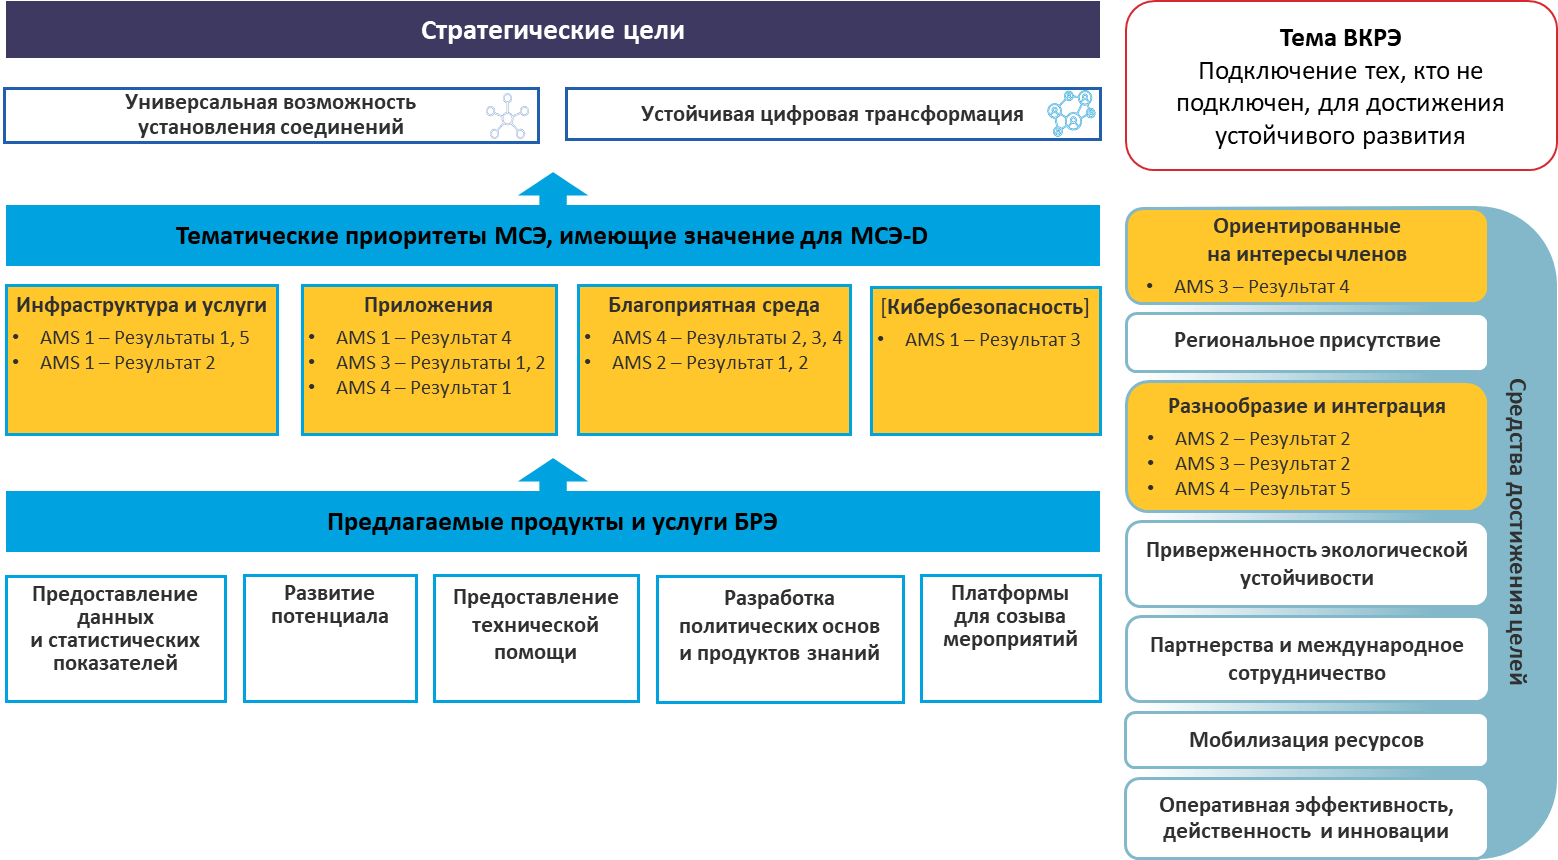 Стратегические цели
Универсальная возможность
установления соединений
Устойчивая цифровая трансформация
Тематические приоритеты МСЭ, имеющие значение для МСЭ-D
Инфраструктура и услуги
• AMS 1 – Результаты 1, 5
• AMS 1 – Результат 2
Приложения
• AMS 1 – Результат 4
• AMS 3 – Результаты 1, 2
• AMS 4 – Результат 1
Благоприятная среда
• AMS 4 – Результаты 2, 3, 4
• AMS 2 – Результат 1, 2
[Кибербезопасность]
• AMS 1 – Результат 3
Предлагаемые продукты и услуги БРЭ
Предоставление
данных
и статистических
показателей
Развитие
потенциала
Предоставление
технической
помощи
Разработка
политических основ
и продуктов знаний
Платформы
для созыва
мероприятий
Тема ВКРЭ
Подключение тех, кто не
подключен, для достижения
устойчивого развития
Ориентированные
на интересы членов
• AMS 3 – Результат 4
Региональное присутствие
Разнообразие и интеграция
• AMS 2 – Результат 2
• AMS 3 – Результат 2
• AMS 4 – Результат 5
Приверженность экологической
устойчивости
Партнерства и международное
сотрудничество
Мобилизация ресурсов
Оперативная эффективность,
действенность и инновации
Средства достижения целей